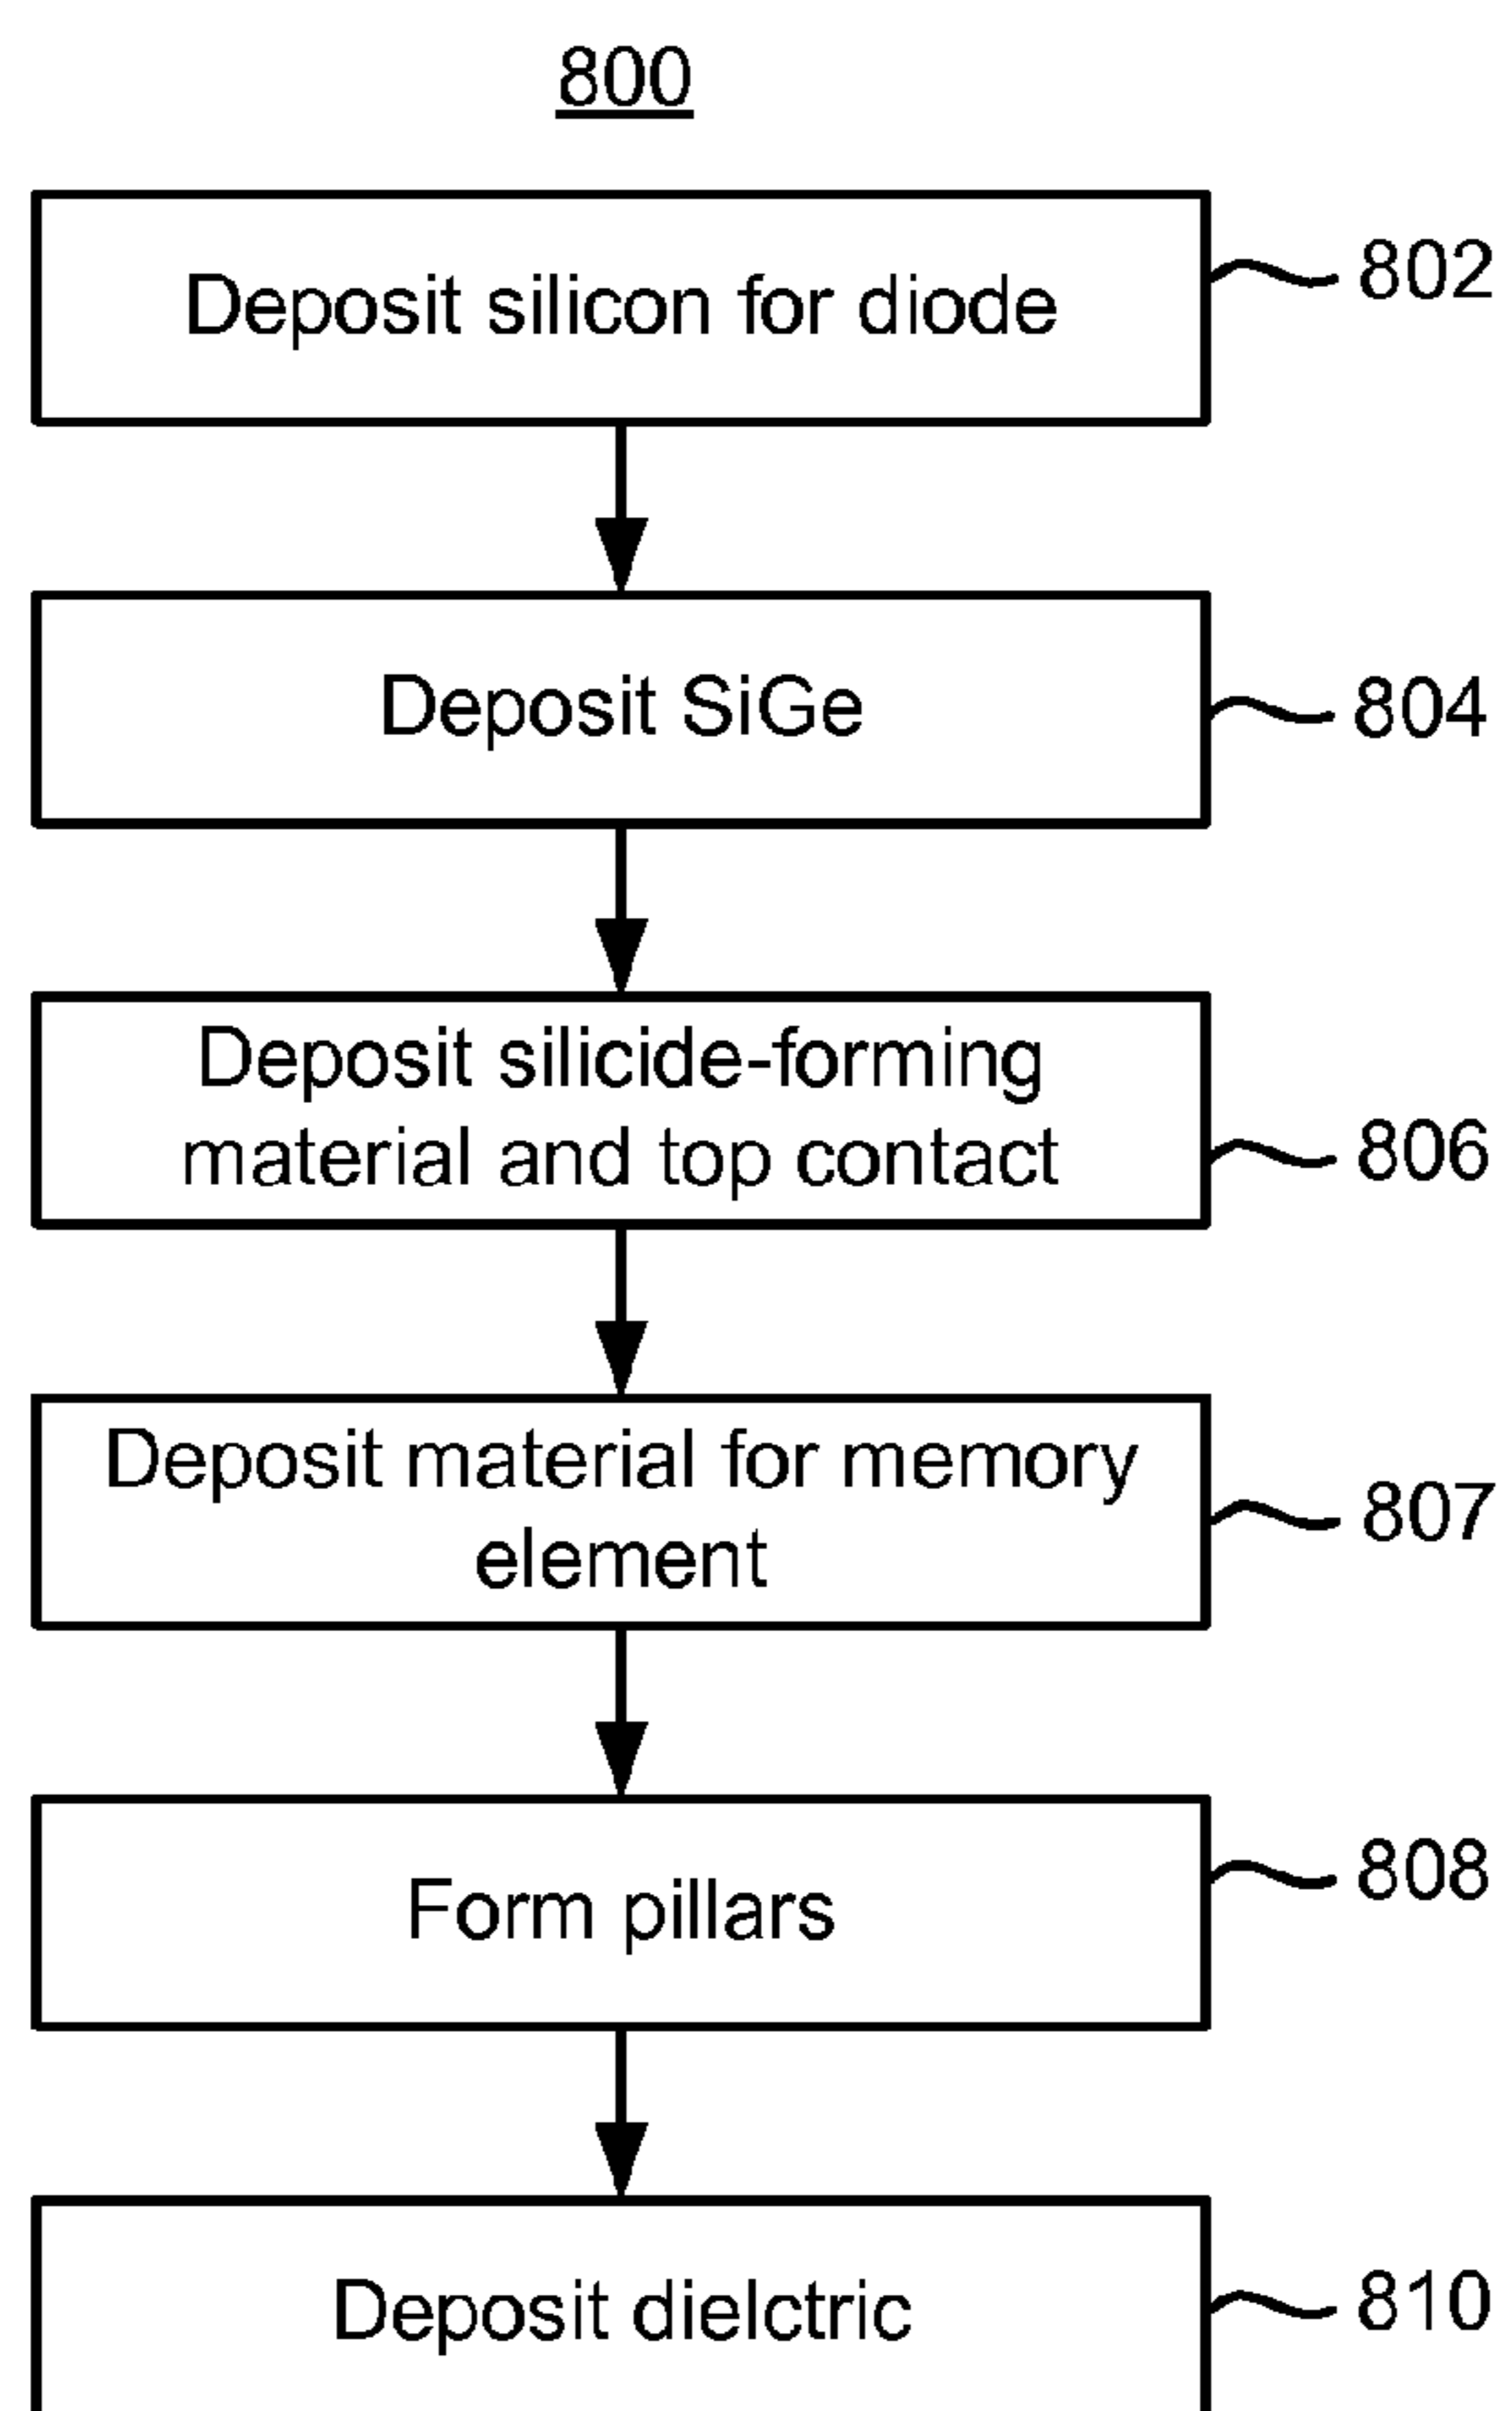 800
Deposit silicon for diode
802
Deposit SiGe
804
Deposit silicide-forming
material and top contact
806
Deposit material for memory
element
807
Form pillars
808
Deposit dielctric
810